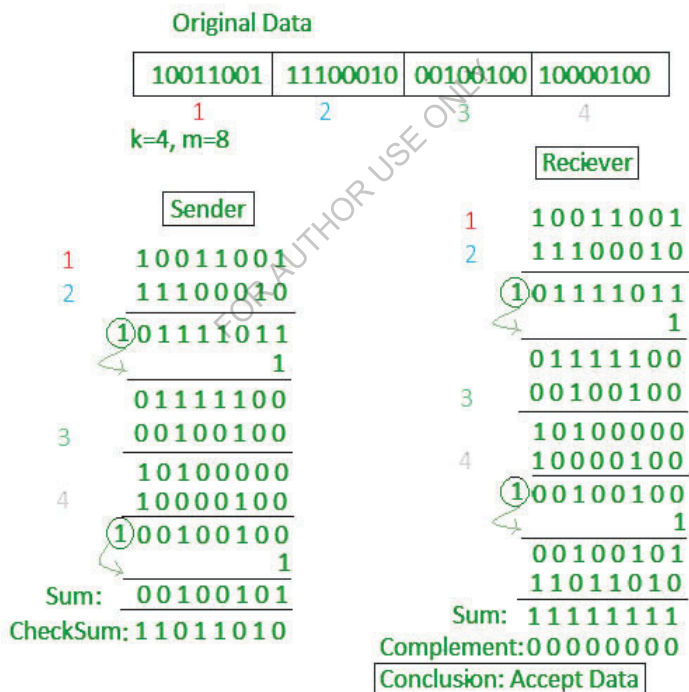 Original Data
10011001 11100010 00100100 10000100
1 2 3 4
k=4, m=8
FOR AUTHOR USE ONLY
Sender
1 10011001
2 11100010
1 01111011
1
01111100
3 00100100
10100000
4 10000100
1 00100100
1
Sum: 00100101
CheckSum: 11011010
Reciever
1 10011001
2 11100010
1 01111011
1
01111100
3 00100100
10100000
4 10000100
1 00100100
1
00100101
11011010
Sum: 11111111
Complement: 00000000
Conclusion: Accept Data